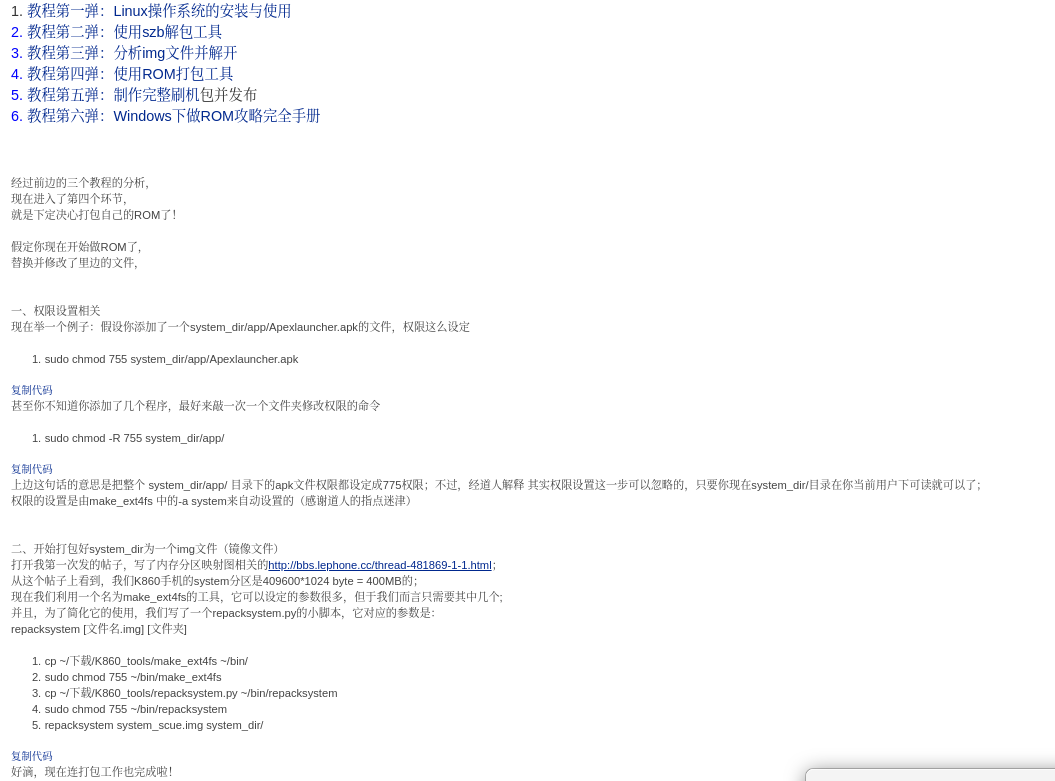 1. 教程第一弹：Linux操作系统的安装与使用
2. 教程第二弹：使用szb解包工具
3. 教程第三弹：分析img文件并解开
4. 教程第四弹：使用ROM打包工具
5. 教程第五弹：制作完整刷机包并发布
6. 教程第六弹：Windows下做ROM攻略完全手册
经过前边的三个教程的分析，
现在进入了第四个环节，
就是下定决心打包自己的ROM了！
假定你现在开始做ROM了，
替换并修改了里边的文件，
一、权限设置相关
现在举一个例子：假设你添加了一个system_dir/app/Apexlauncher.apk的文件，权限这么设定
1. sudo chmod 755 system_dir/app/Apexlauncher.apk
复制代码
甚至你不知道你添加了几个程序，最好来敲一次一个文件夹修改权限的命令
1. sudo chmod -R 755 system_dir/app/
复制代码
上边这句话的意思是把整个 system_dir/app/ 目录下的apk文件权限都设定成775权限；不过，经道人解释 其实权限设置这一步可以忽略的，只要你现在system_dir/目录在你当前用户下可读就可以了；
权限的设置是由make_ext4fs 中的-a system来自动设置的（感谢道人的指点迷津）
二、开始打包好system_dir为一个img文件（镜像文件）
打开我第一次发的帖子，写了内存分区映射图相关的http://bbs.lephone.cc/thread-481869-1-1.html；
从这个帖子上看到，我们K860手机的system分区是409600*1024 byte = 400MB的；
现在我们利用一个名为make_ext4fs的工具，它可以设定的参数很多，但于我们而言只需要其中几个;
并且，为了简化它的使用，我们写了一个repacksystem.py的小脚本，它对应的参数是：
repacksystem [文件名.img] [文件夹]
1. cp ~/下载/K860_tools/make_ext4fs ~/bin/
2. sudo chmod 755 ~/bin/make_ext4fs
3. cp ~/下载/K860_tools/repacksystem.py ~/bin/repacksystem
4. sudo chmod 755 ~/bin/repacksystem
5. repacksystem system_scue.img system_dir/
复制代码
好滴，现在连打包工作也完成啦！